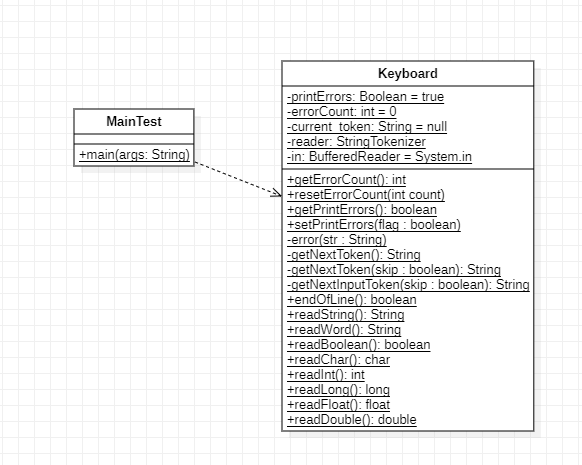 MainTest
+main(args: String)
Keyboard
-printErrors: Boolean = true
-errorCount: int = 0
-current_token: String = null
-reader: StringTokenizer
-in: BufferedReader = System.in
+getErrorCount(): int
+resetErrorCount(int count)
+getPrintErrors(): boolean
+setPrintErrors(flag : boolean)
-error(str : String)
-getNextToken(): String
-getNextToken(skip : boolean): String
-getNextInputToken(skip : boolean): String
+endOfLine(): boolean
+readString(): String
+readWord(): String
+readBoolean(): boolean
+readChar(): char
+readInt(): int
+readLong(): long
+readFloat(): float
+readDouble(): double